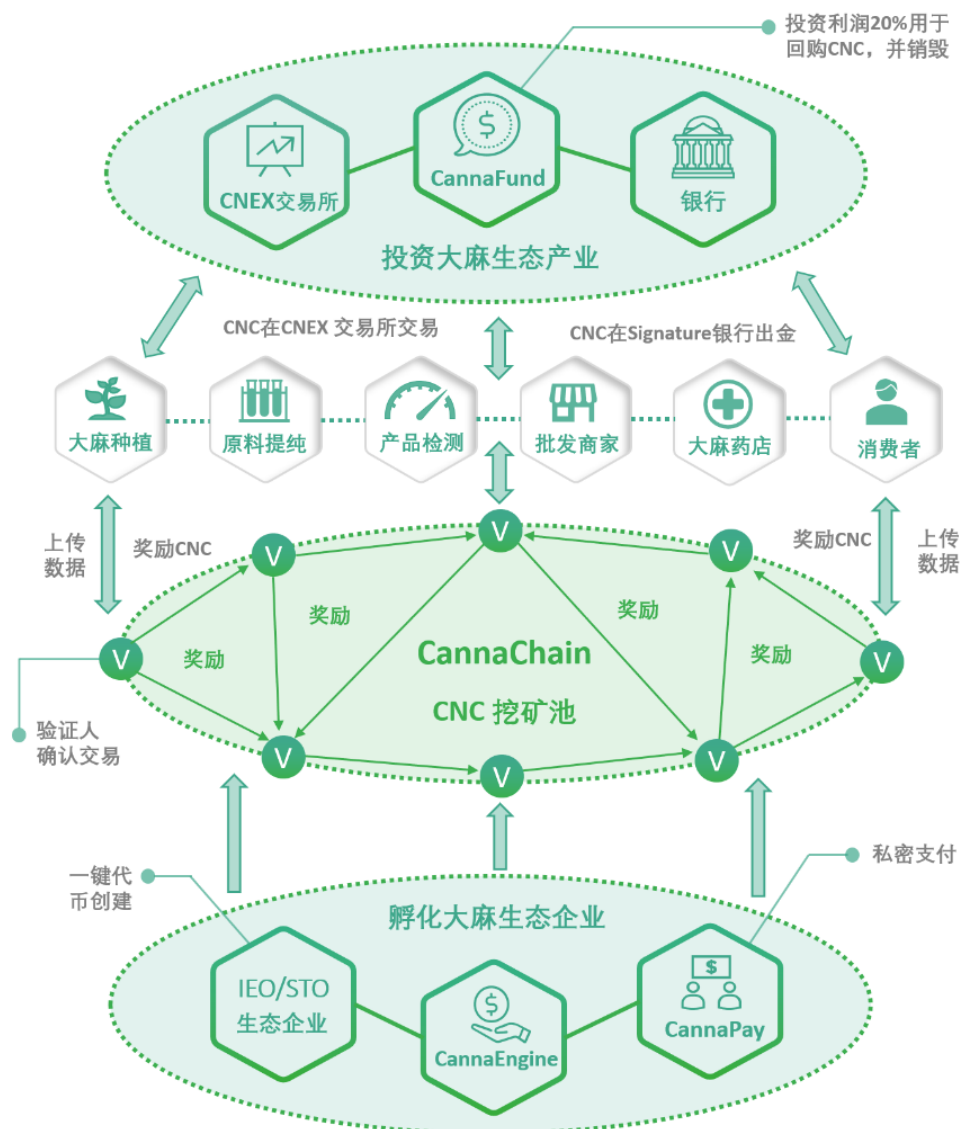 投资利润20%用于
回购CNC，并销毁
CNEX交易所
CannaFund
银行
投资大麻生态产业
CNC在CNEX 交易所交易
CNC在Signature银行出金
大麻种植
原料提纯
产品检测
批发商家
大麻药店
消费者
上传
数据
奖励CNC
奖励CNC
上传
数据
V
V
V
奖励
奖励
奖励
奖励
V
V
CannaChain
CNC 挖矿池
验证人
确认交易
V
V
V
一键代
币创建
私密支付
孵化大麻生态企业
IEO/STO
生态企业
$
CannaEngine
$
CannaPay
$